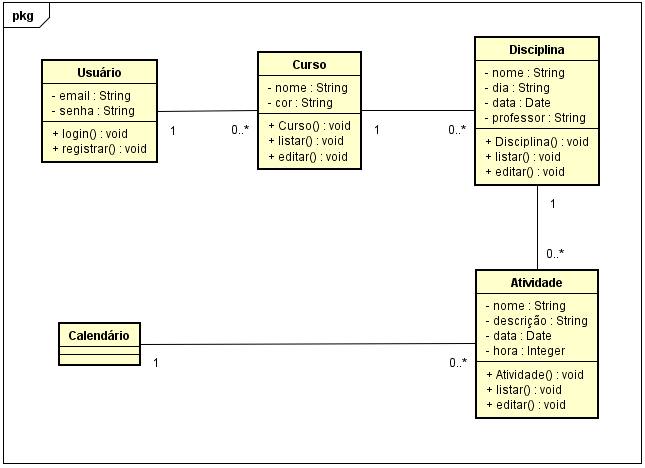 pkg
Usuário
- email : String
- senha : String
+ login() : void
+ registrar() : void
1
0..*
Curso
- nome : String
- cor : String
+ Curso() : void
+ listar() : void
+ editar() : void
1
0..*
Disciplina
- nome : String
- dia : String
- data : Date
- professor : String
+ Disciplina() : void
+ listar() : void
+ editar() : void
1
0..*
Calendário
1
0..*
Atividade
- nome : String
- descrição : String
- data : Date
- hora : Integer
+ Atividade() : void
+ listar() : void
+ editar() : void